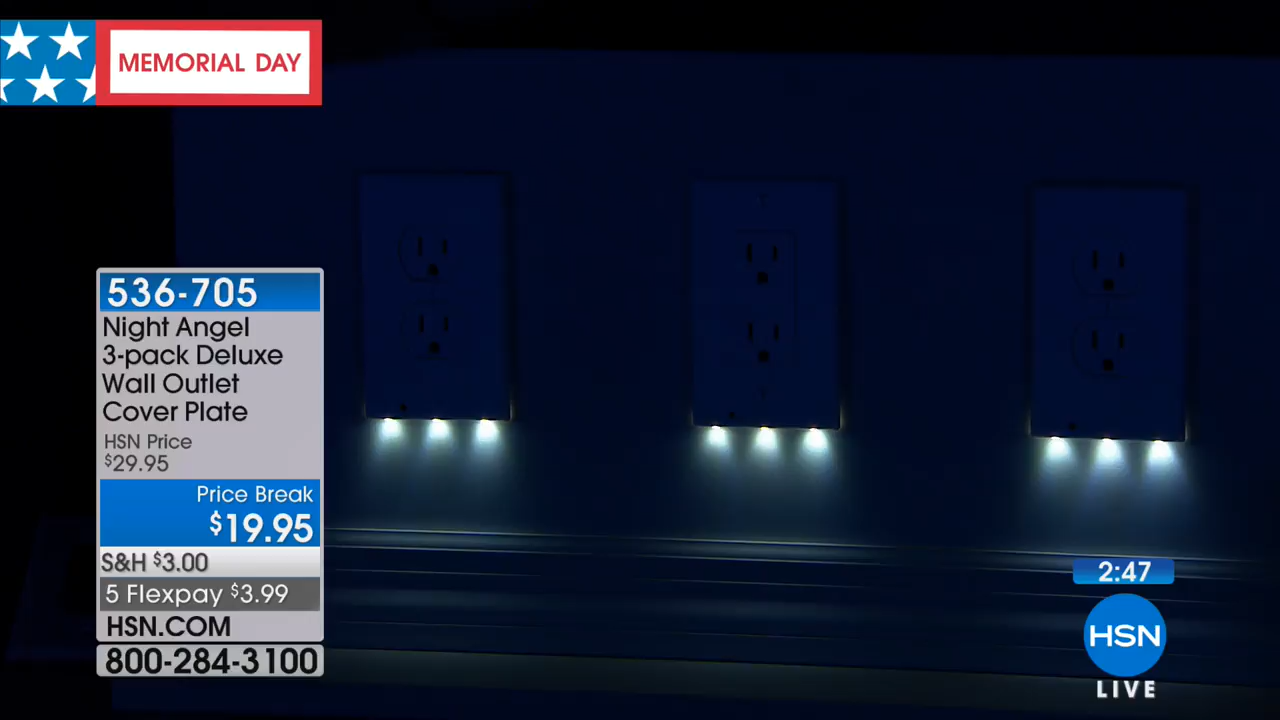 MEMORIAL DAY
536-705
Night Angel
3-pack Deluxe
Wall Outlet
Cover Plate
HSN Price
$29.95
Price Break
$19.95
S&H $3.00
5 Flexpay $3.99
HSN.COM
800-284-3100
2:47
HSN
LIVE